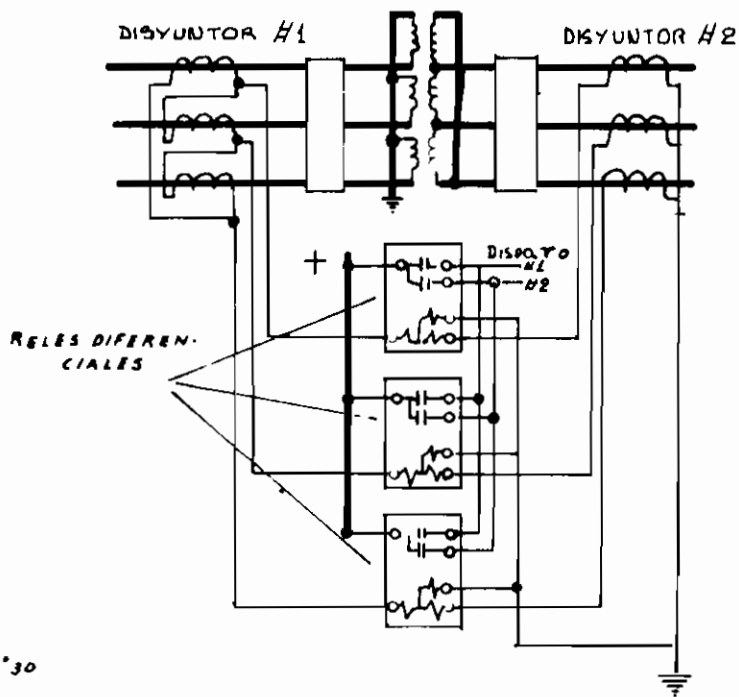 DISYUNTOR #1
DISYUNTOR #2
+
DISPARO
#1
#2
RELES DIFEREN-
CIALES
30